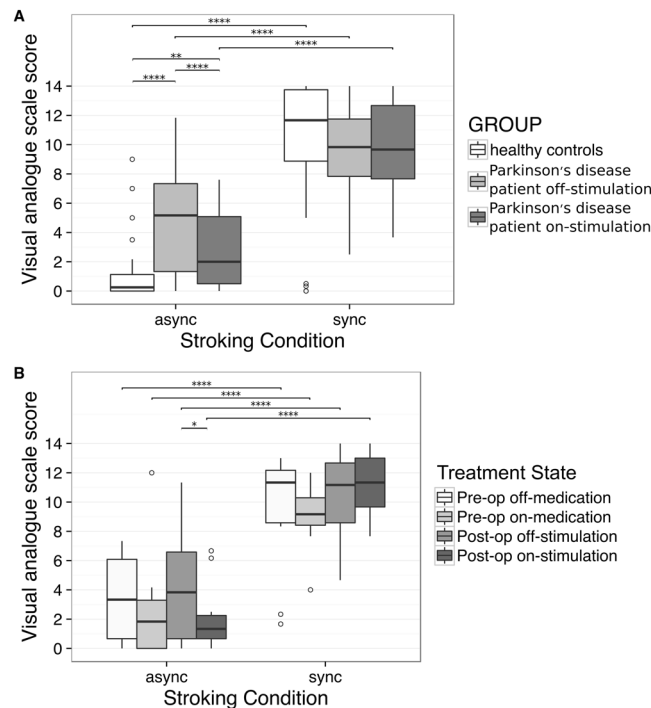 A
****
****
****
**
****
****
Visual analogue scale score
14
12
10
8
6
4
2
0
async
sync
Stroking Condition
GROUP
healthy controls
Parkinson's disease
patient off-stimulation
Parkinson's disease
patient on-stimulation
B
****
****
****
****
*
Visual analogue scale score
14
12
10
8
6
4
2
0
async
sync
Stroking Condition
Treatment State
Pre-op off-medication
Pre-op on-medication
Post-op off-stimulation
Post-op on-stimulation